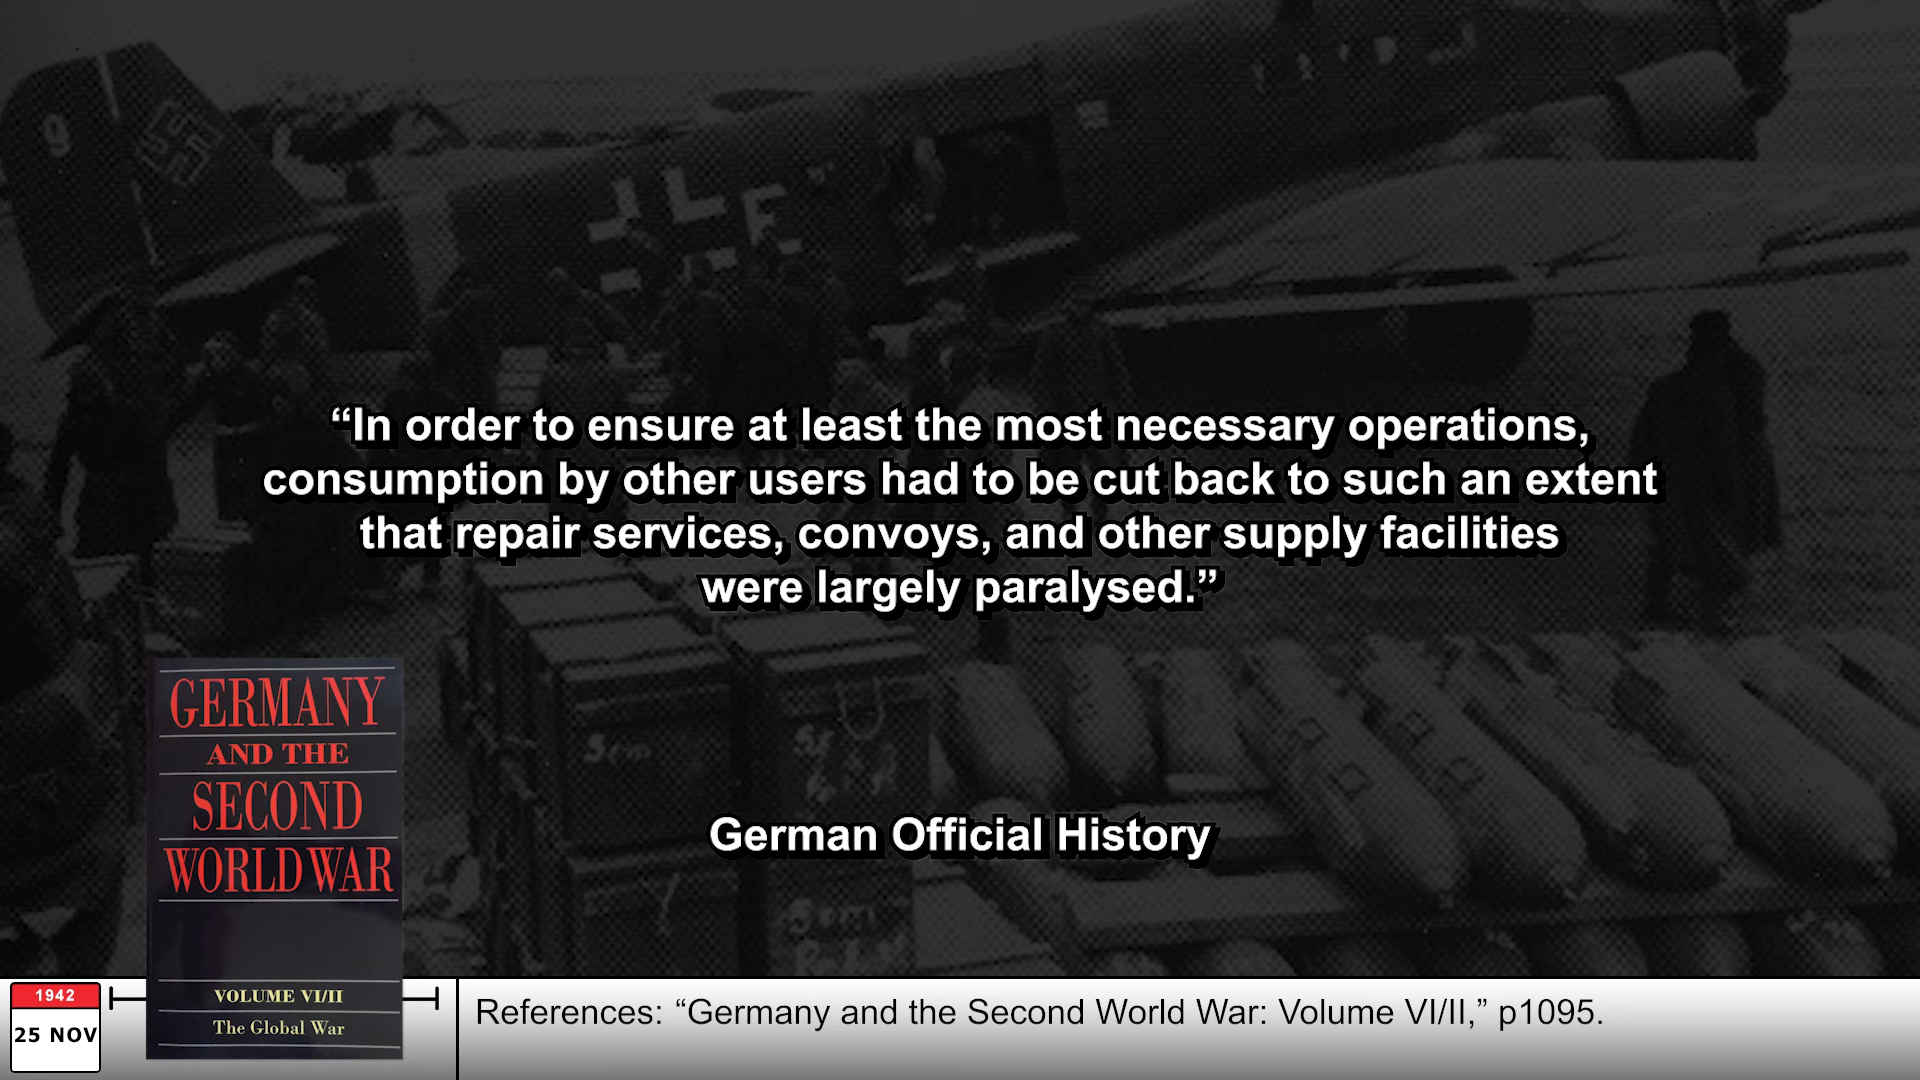 9
“In order to ensure at least the most necessary operations,
consumption by other users had to be cut back to such an extent
that repair services, convoys, and other supply facilities
were largely paralysed.”
German Official History
GERMANY
AND THE
SECOND
WORLD WAR
VOLUME VI/II
The Global War
1942
25 NOV
References: “Germany and the Second World War: Volume VI/II,” p1095.